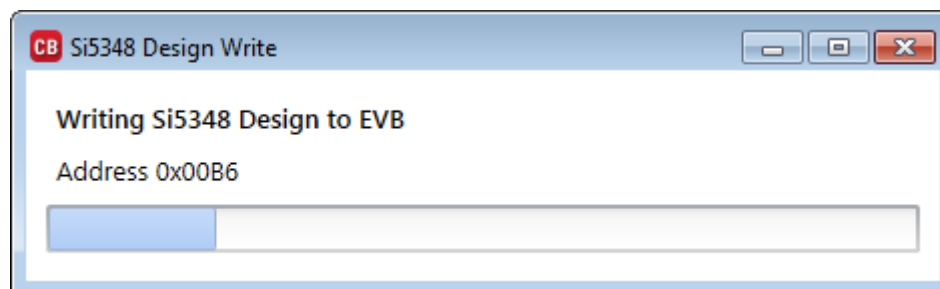 CB Si5348 Design Write
Writing Si5348 Design to EVB
Address 0x00B6